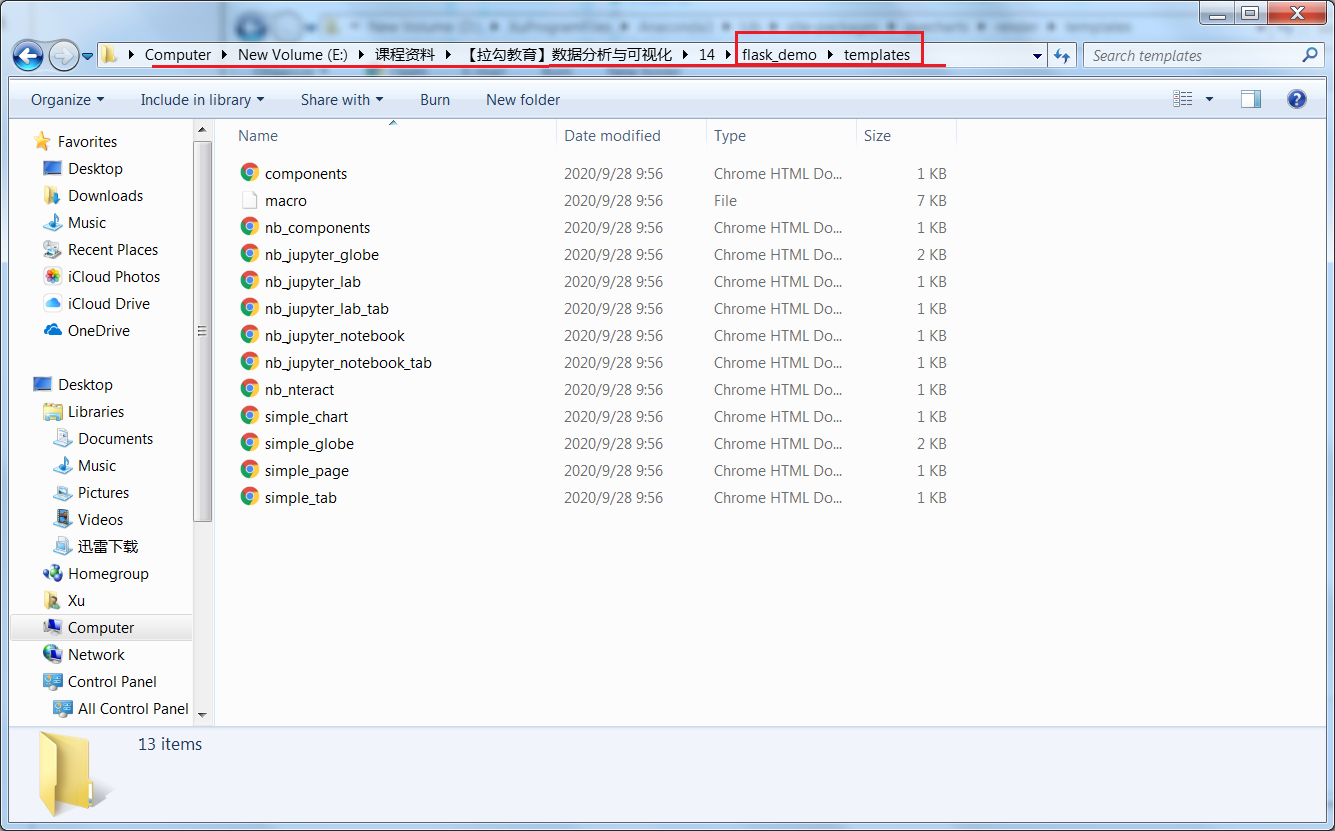 Computer New Volume (E:) 课程资料 【拉勾教育】数据分析与可视化 14 flask_demo templates Search templates
Organize Include in library Share with Burn New folder
Name Date modified Type Size
Favorites
Desktop
Downloads
Music
Recent Places
iCloud Photos
iCloud Drive
OneDrive
Desktop
Libraries
Documents
Music
Pictures
Videos
迅雷下载
Homegroup
Xu
Computer
Network
Control Panel
All Control Panel
components 2020/9/28 9:56 Chrome HTML Do... 1 KB
macro 2020/9/28 9:56 File 7 KB
nb_components 2020/9/28 9:56 Chrome HTML Do... 1 KB
nb_jupyter_globe 2020/9/28 9:56 Chrome HTML Do... 2 KB
nb_jupyter_lab 2020/9/28 9:56 Chrome HTML Do... 1 KB
nb_jupyter_lab_tab 2020/9/28 9:56 Chrome HTML Do... 1 KB
nb_jupyter_notebook 2020/9/28 9:56 Chrome HTML Do... 1 KB
nb_jupyter_notebook_tab 2020/9/28 9:56 Chrome HTML Do... 1 KB
nb_nteract 2020/9/28 9:56 Chrome HTML Do... 1 KB
simple_chart 2020/9/28 9:56 Chrome HTML Do... 1 KB
simple_globe 2020/9/28 9:56 Chrome HTML Do... 2 KB
simple_page 2020/9/28 9:56 Chrome HTML Do... 1 KB
simple_tab 2020/9/28 9:56 Chrome HTML Do... 1 KB
13 items